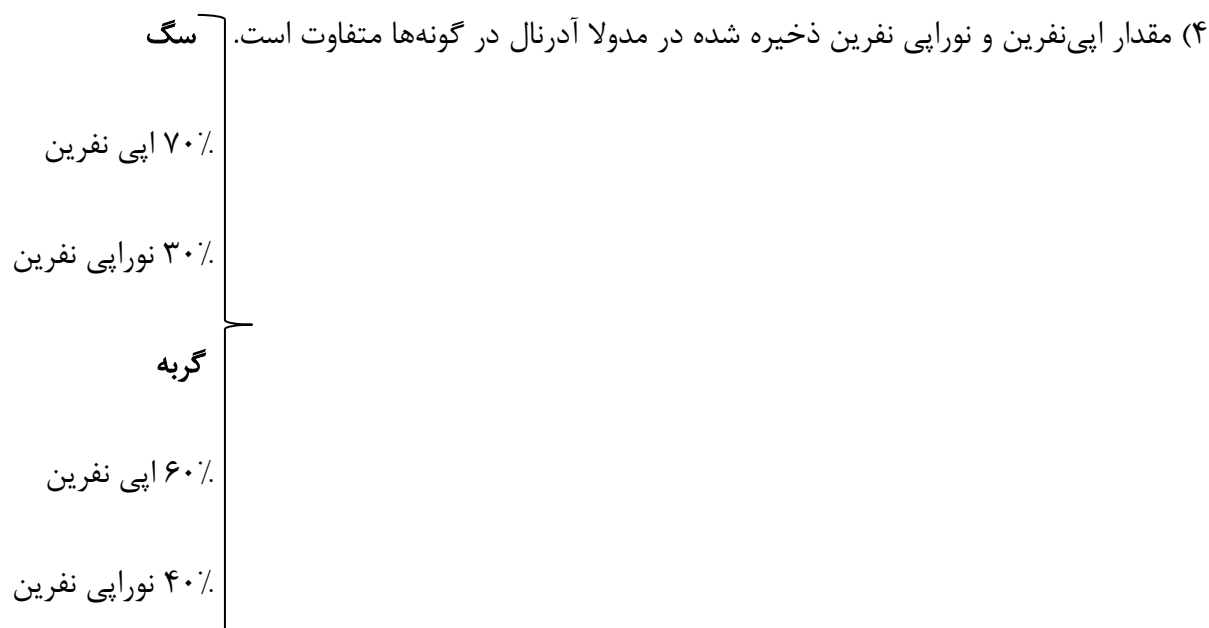 ۴) مقدار اپی‌نفرین و نوراپی نفرین ذخیره شده در مدولا آدرنال در گونه‌ها متفاوت است. سگ
۷۰٪ اپی نفرین
۳۰٪ نوراپی نفرین
گربه
۶۰٪ اپی نفرین
۴۰٪ نوراپی نفرین